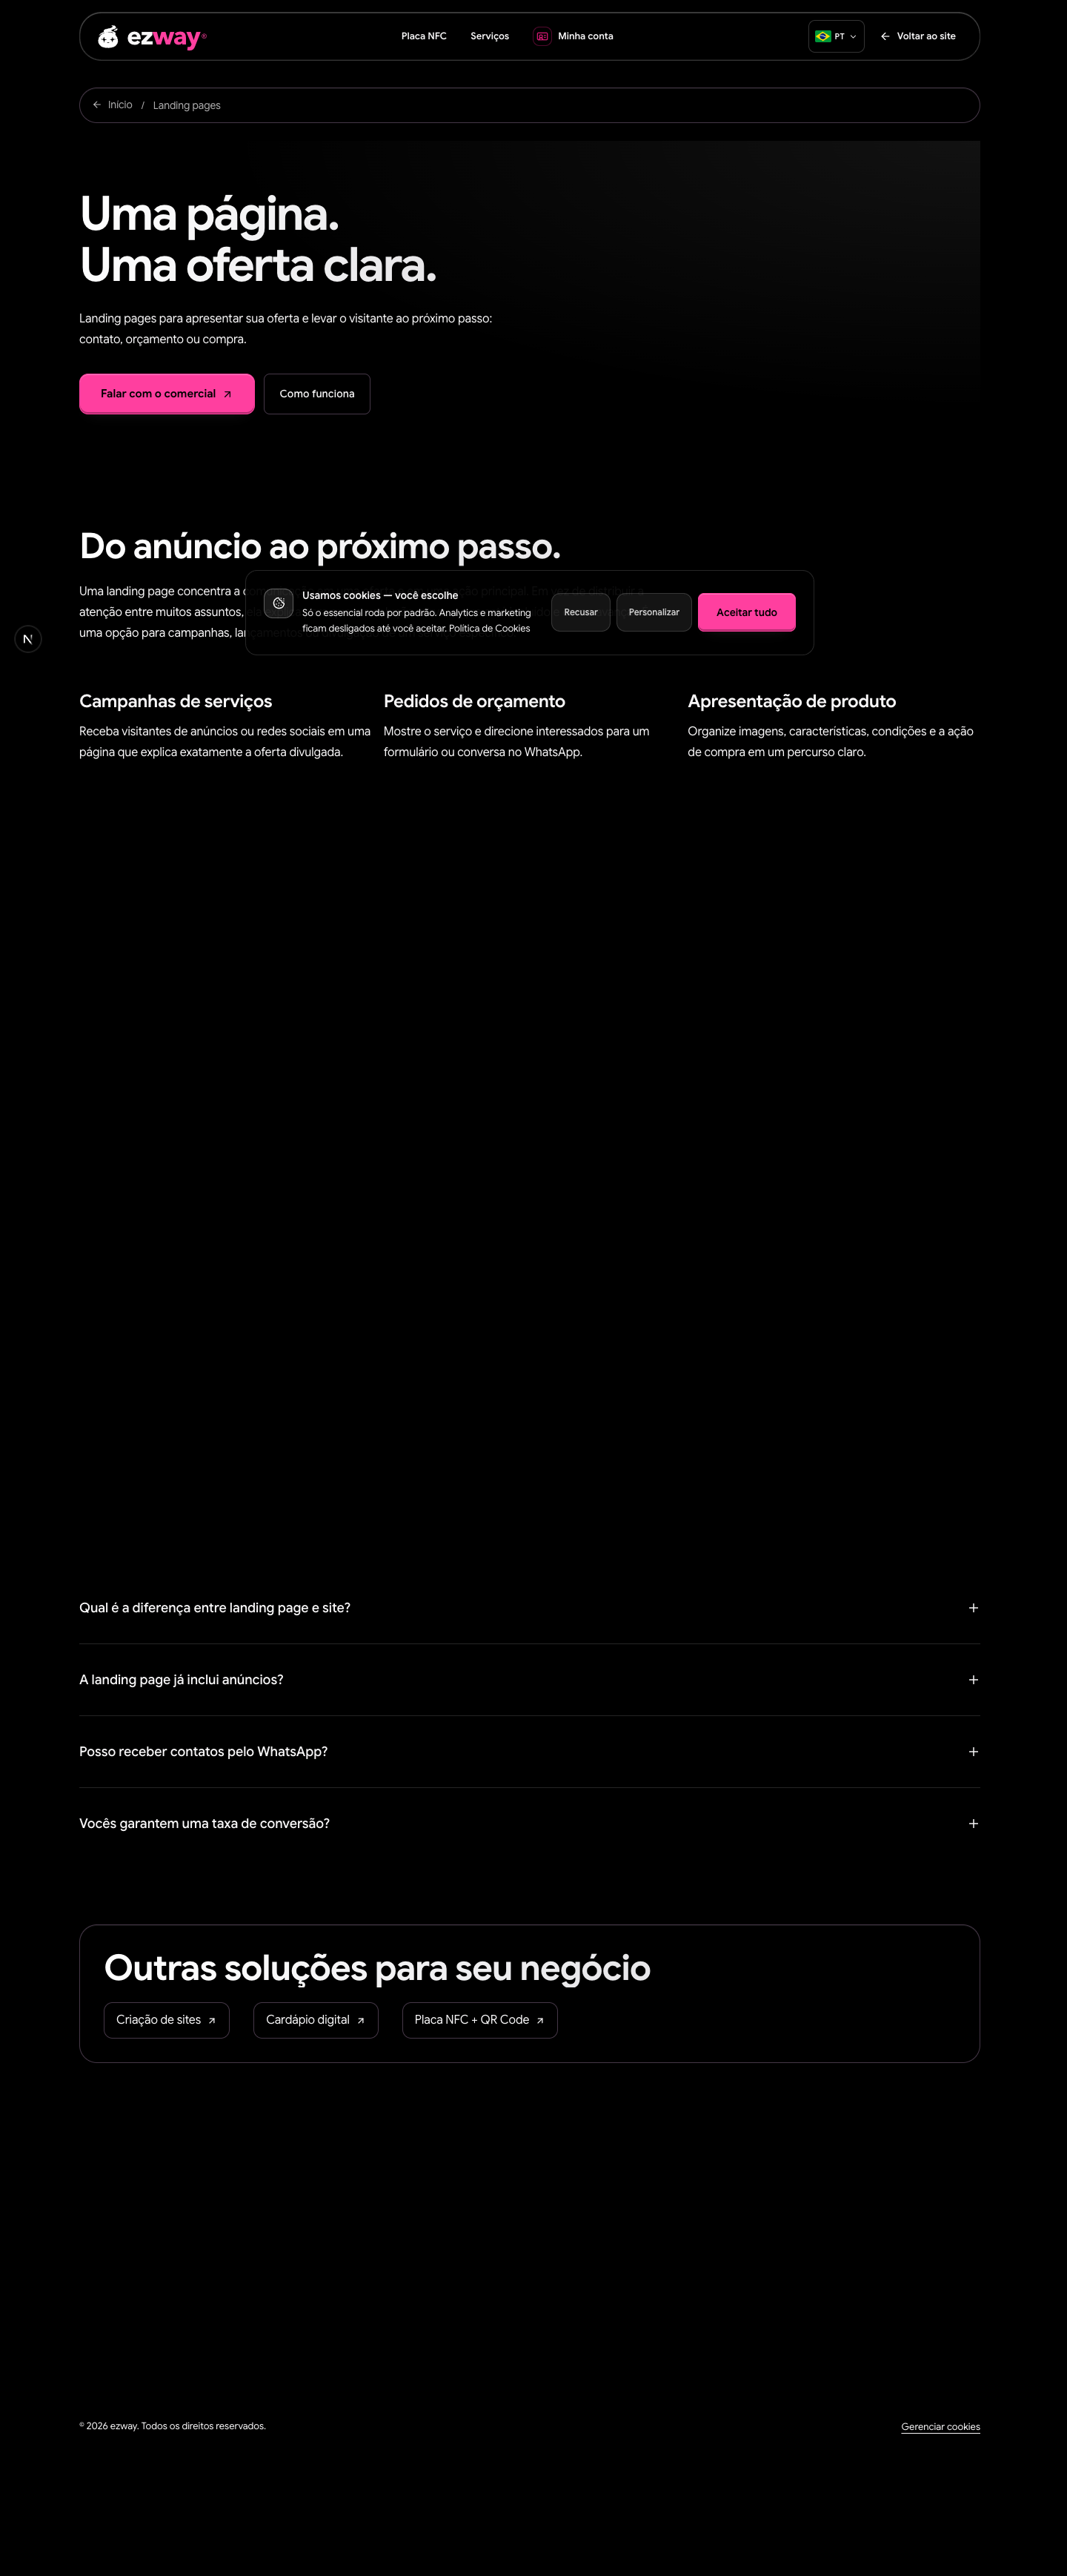 ezway®
Placa NFC
Serviços
Minha conta
PT
Voltar ao site
Início / Landing pages
Uma página.
Uma oferta clara.
Landing pages para apresentar sua oferta e levar o visitante ao próximo passo:
contato, orçamento ou compra.
Falar com o comercial
Como funciona
Do anúncio ao próximo passo.
Uma landing page concentra a
atenção entre muitos assuntos,
uma opção para campanhas, lançamentos
Usamos cookies — você escolhe
Só o essencial roda por padrão. Analytics e marketing
ficam desligados até você aceitar. Política de Cookies
Recusar
Personalizar
Aceitar tudo
N
Campanhas de serviços
Receba visitantes de anúncios ou redes sociais em uma
página que explica exatamente a oferta divulgada.
Pedidos de orçamento
Mostre o serviço e direcione interessados para um
formulário ou conversa no WhatsApp.
Apresentação de produto
Organize imagens, características, condições e a ação
de compra em um percurso claro.
Qual é a diferença entre landing page e site?
A landing page já inclui anúncios?
Posso receber contatos pelo WhatsApp?
Vocês garantem uma taxa de conversão?
Outras soluções para seu negócio
Criação de sites
Cardápio digital
Placa NFC + QR Code
© 2026 ezway. Todos os direitos reservados.
Gerenciar cookies